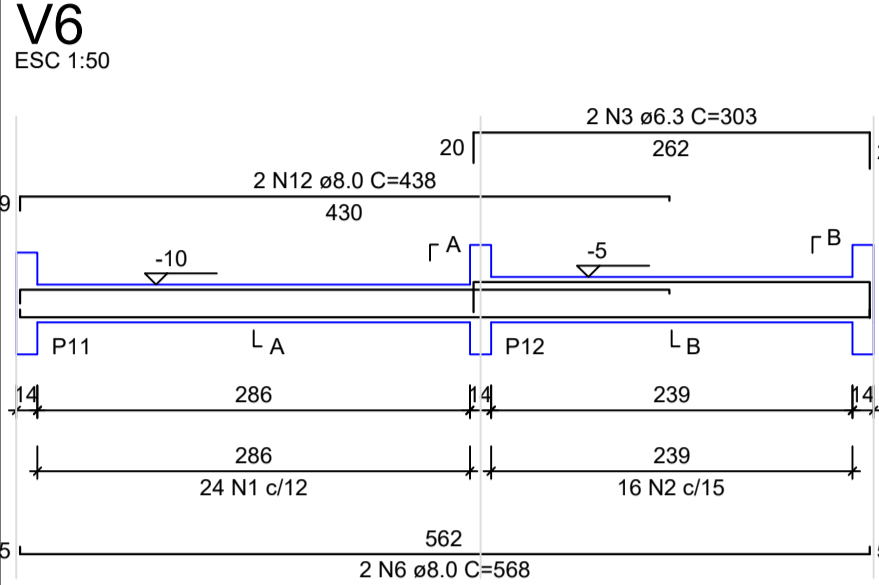 V6
ESC 1:50
2 N3 ø6.3 C=303
20
262
2 N12 ø8.0 C=438
9
430
A
B
-10
-5
P11
A
P12
B
14
286
14
239
14
286
239
24 N1 c/12
16 N2 c/15
5
562
2 N6 ø8.0 C=568